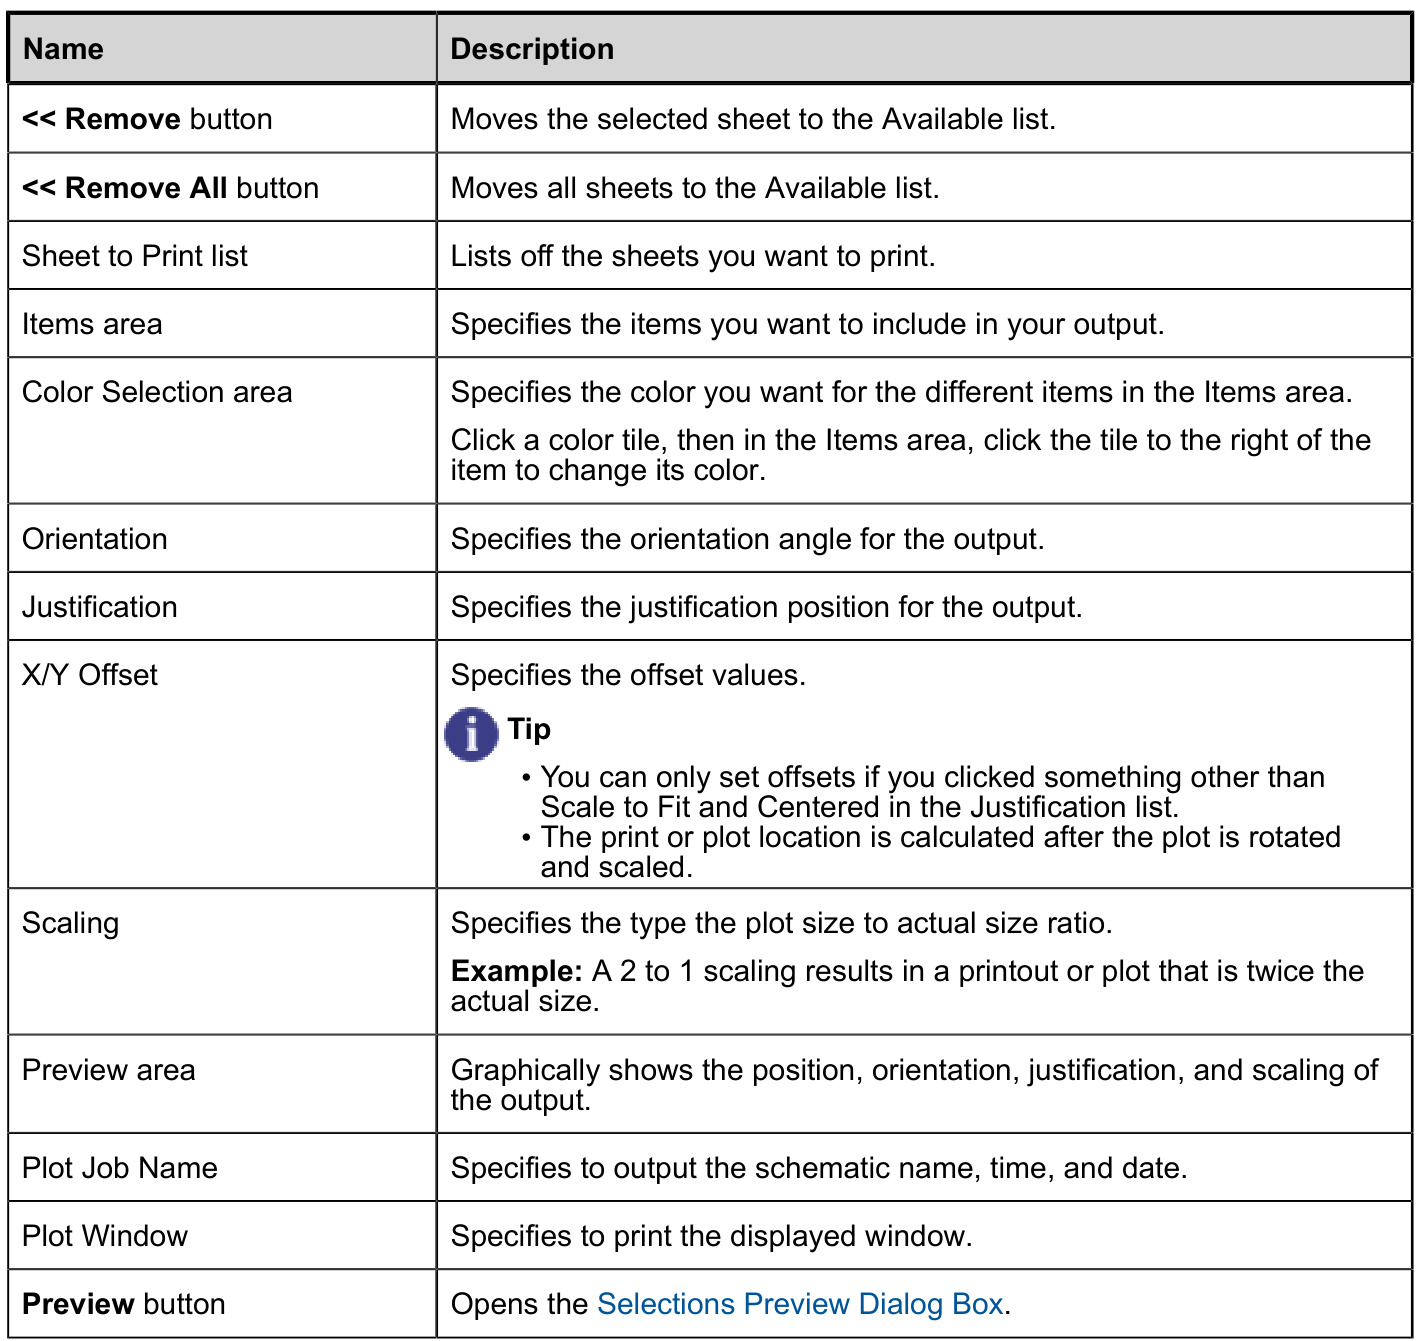 Name Description
<< Remove button Moves the selected sheet to the Available list.
<< Remove All button Moves all sheets to the Available list.
Sheet to Print list Lists off the sheets you want to print.
Items area Specifies the items you want to include in your output.
Color Selection area Specifies the color you want for the different items in the Items area.
Click a color tile, then in the Items area, click the tile to the right of the
item to change its color.
Orientation Specifies the orientation angle for the output.
Justification Specifies the justification position for the output.
X/Y Offset Specifies the offset values.
i Tip
• You can only set offsets if you clicked something other than
Scale to Fit and Centered in the Justification list.
• The print or plot location is calculated after the plot is rotated
and scaled.
Scaling Specifies the type the plot size to actual size ratio.
Example: A 2 to 1 scaling results in a printout or plot that is twice the
actual size.
Preview area Graphically shows the position, orientation, justification, and scaling of
the output.
Plot Job Name Specifies to output the schematic name, time, and date.
Plot Window Specifies to print the displayed window.
Preview button Opens the Selections Preview Dialog Box.